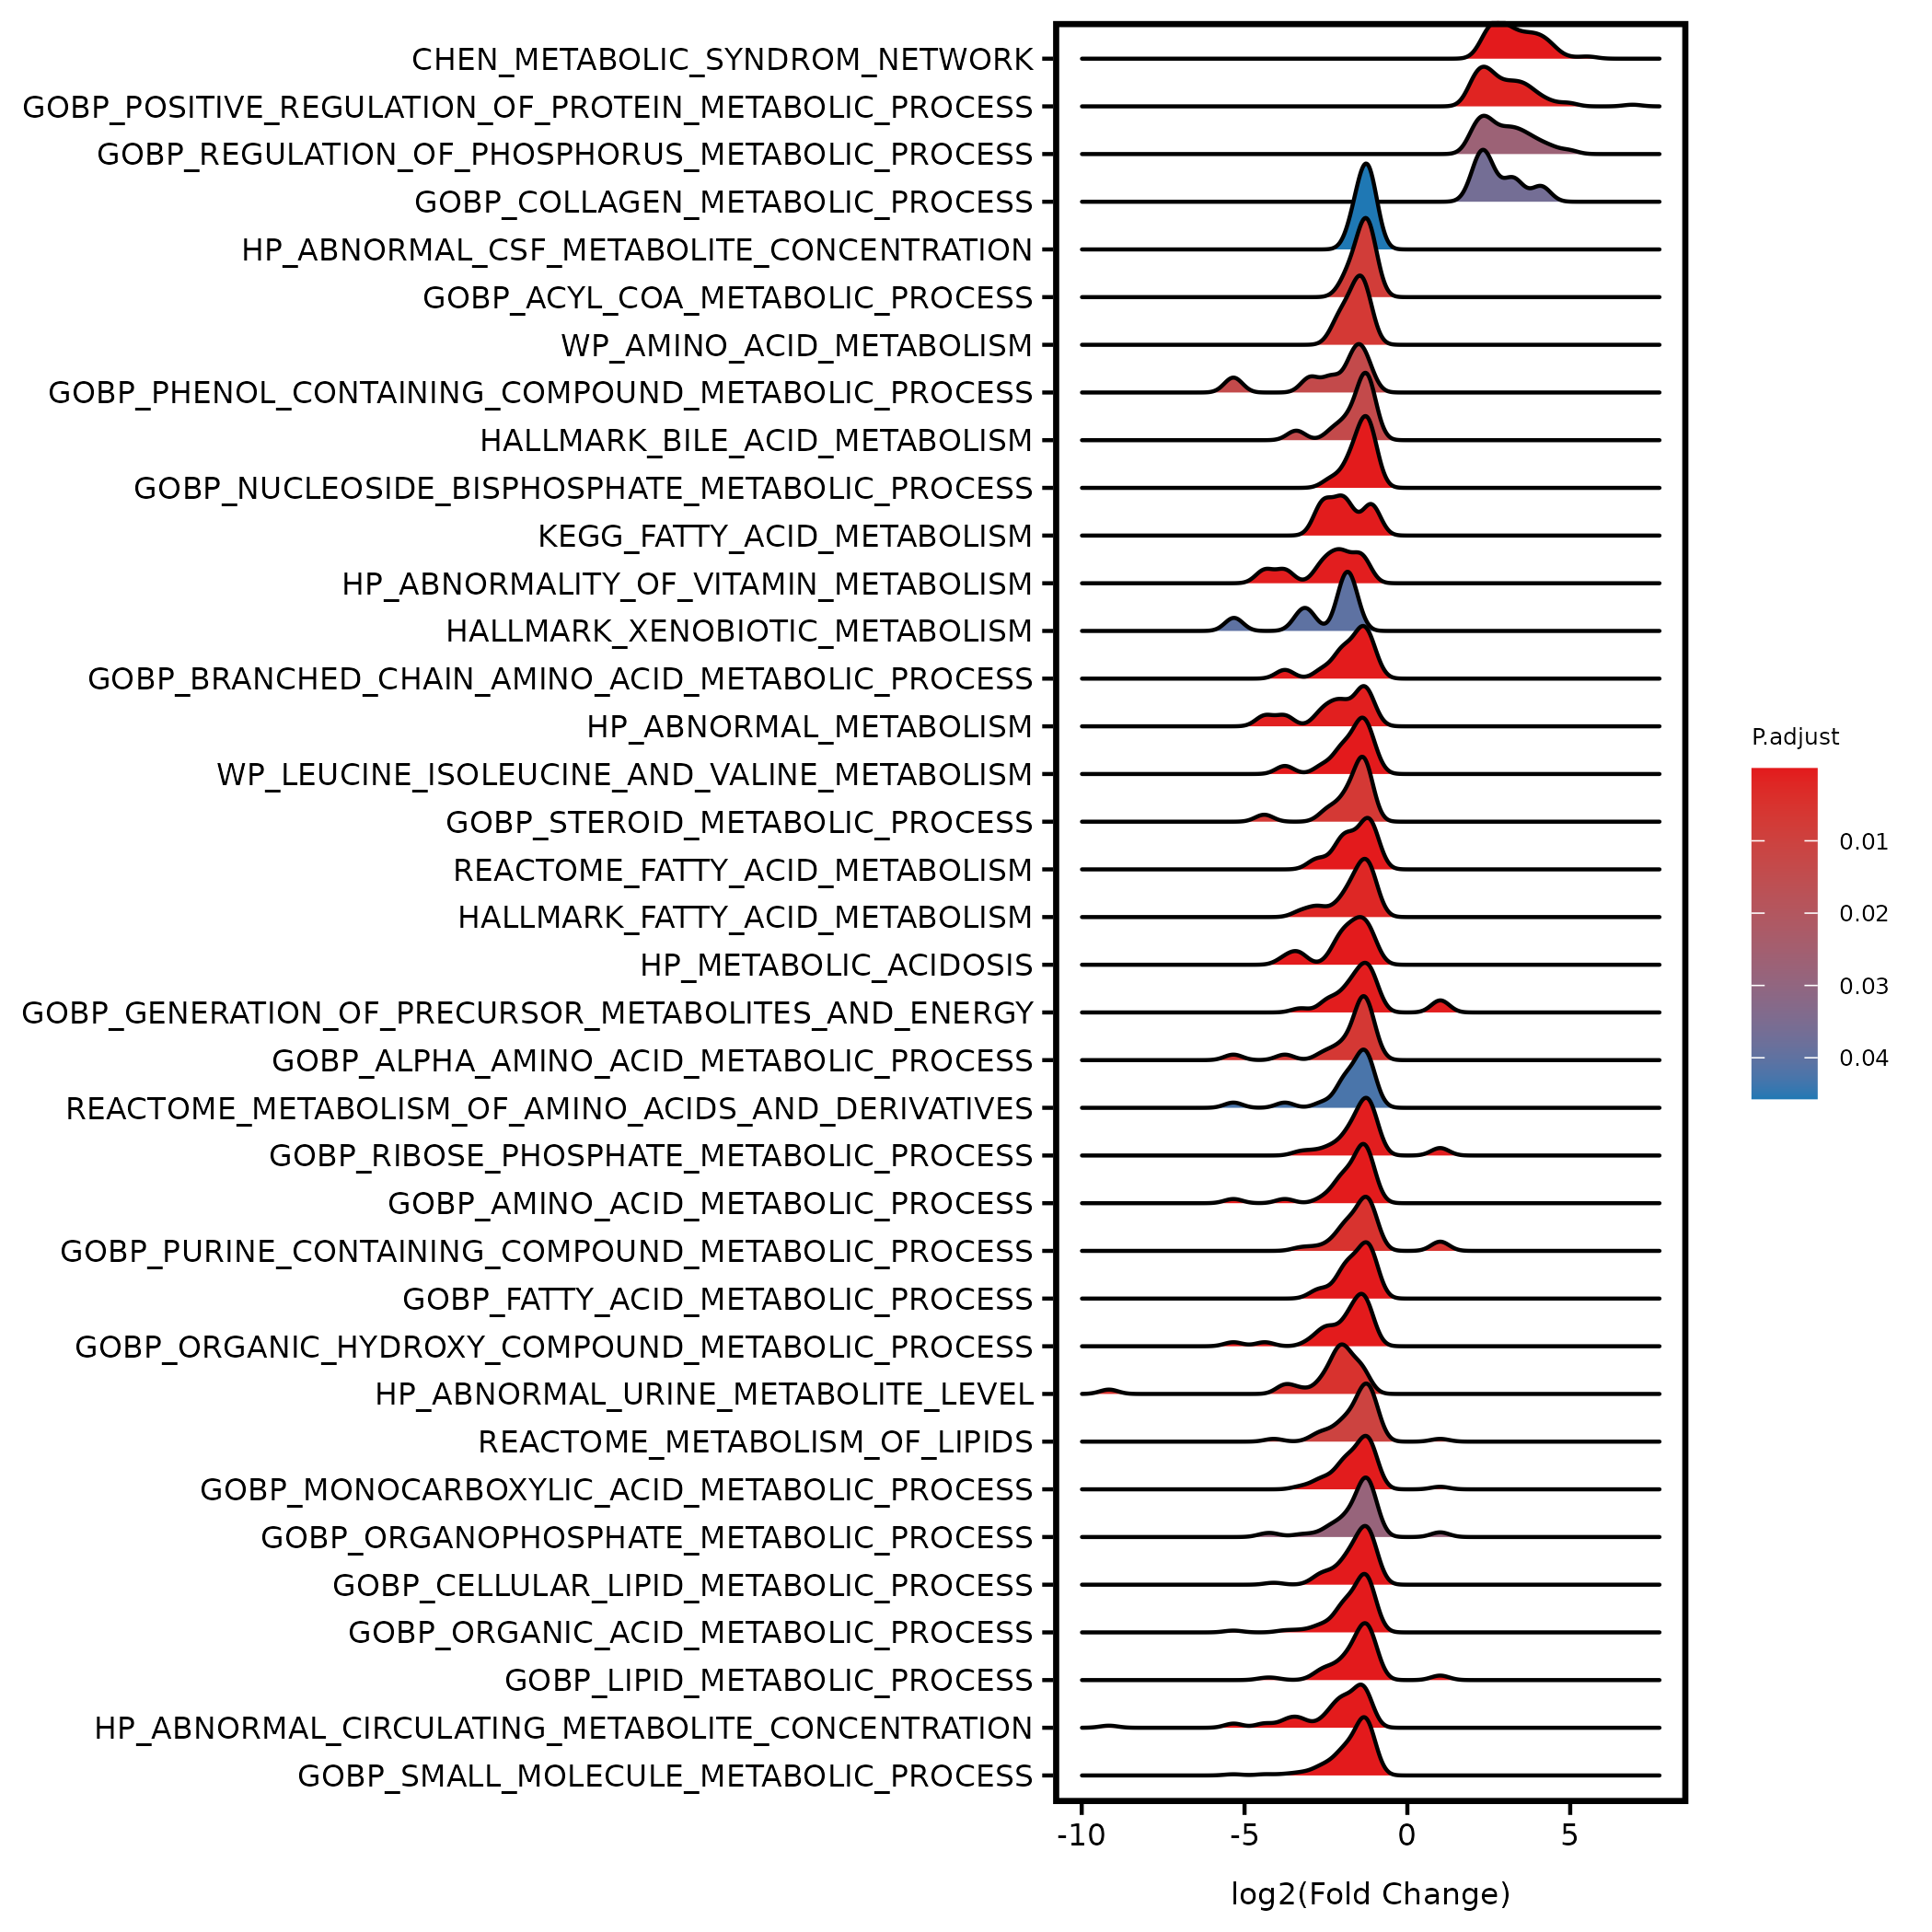 CHEN_METABOLIC_SYNDROM_NETWORK
GOBP_POSITIVE_REGULATION_OF_PROTEIN_METABOLIC_PROCESS
GOBP_REGULATION_OF_PHOSPHORUS_METABOLIC_PROCESS
GOBP_COLLAGEN_METABOLIC_PROCESS
HP_ABNORMAL_CSF_METABOLITE_CONCENTRATION
GOBP_ACYL_COA_METABOLIC_PROCESS
WP_AMINO_ACID_METABOLISM
GOBP_PHENOL_CONTAINING_COMPOUND_METABOLIC_PROCESS
HALLMARK_BILE_ACID_METABOLISM
GOBP_NUCLEOSIDE_BISPHOSPHATE_METABOLIC_PROCESS
KEGG_FATTY_ACID_METABOLISM
HP_ABNORMALITY_OF_VITAMIN_METABOLISM
HALLMARK_XENOBIOTIC_METABOLISM
GOBP_BRANCHED_CHAIN_AMINO_ACID_METABOLIC_PROCESS
HP_ABNORMAL_METABOLISM
WP_LEUCINE_ISOLEUCINE_AND_VALINE_METABOLISM
GOBP_STEROID_METABOLIC_PROCESS
REACTOME_FATTY_ACID_METABOLISM
HALLMARK_FATTY_ACID_METABOLISM
HP_METABOLIC_ACIDOSIS
GOBP_GENERATION_OF_PRECURSOR_METABOLITES_AND_ENERGY
GOBP_ALPHA_AMINO_ACID_METABOLIC_PROCESS
REACTOME_METABOLISM_OF_AMINO_ACIDS_AND_DERIVATIVES
GOBP_RIBOSE_PHOSPHATE_METABOLIC_PROCESS
GOBP_AMINO_ACID_METABOLIC_PROCESS
GOBP_PURINE_CONTAINING_COMPOUND_METABOLIC_PROCESS
GOBP_FATTY_ACID_METABOLIC_PROCESS
GOBP_ORGANIC_HYDROXY_COMPOUND_METABOLIC_PROCESS
HP_ABNORMAL_URINE_METABOLITE_LEVEL
REACTOME_METABOLISM_OF_LIPIDS
GOBP_MONOCARBOXYLIC_ACID_METABOLIC_PROCESS
GOBP_ORGANOPHOSPHATE_METABOLIC_PROCESS
GOBP_CELLULAR_LIPID_METABOLIC_PROCESS
GOBP_ORGANIC_ACID_METABOLIC_PROCESS
GOBP_LIPID_METABOLIC_PROCESS
HP_ABNORMAL_CIRCULATING_METABOLITE_CONCENTRATION
GOBP_SMALL_MOLECULE_METABOLIC_PROCESS
-10 -5 0 5
log2(Fold Change)
P.adjust
0.01
0.02
0.03
0.04